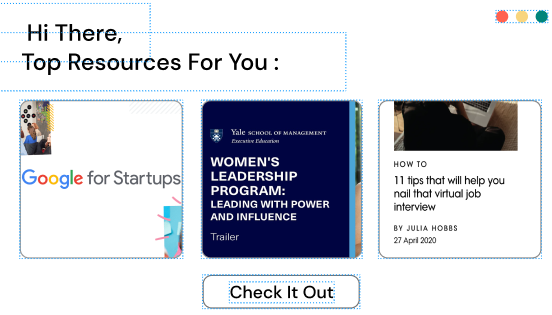 Hi There,
Top Resources For You :
Google for Startups
Yale SCHOOL OF MANAGEMENT
Executive Education
WOMEN'S
LEADERSHIP
PROGRAM:
LEADING WITH POWER
AND INFLUENCE
Trailer
HOW TO
11 tips that will help you
nail that virtual job
interview
BY JULIA HOBBS
27 April 2020
Check It Out